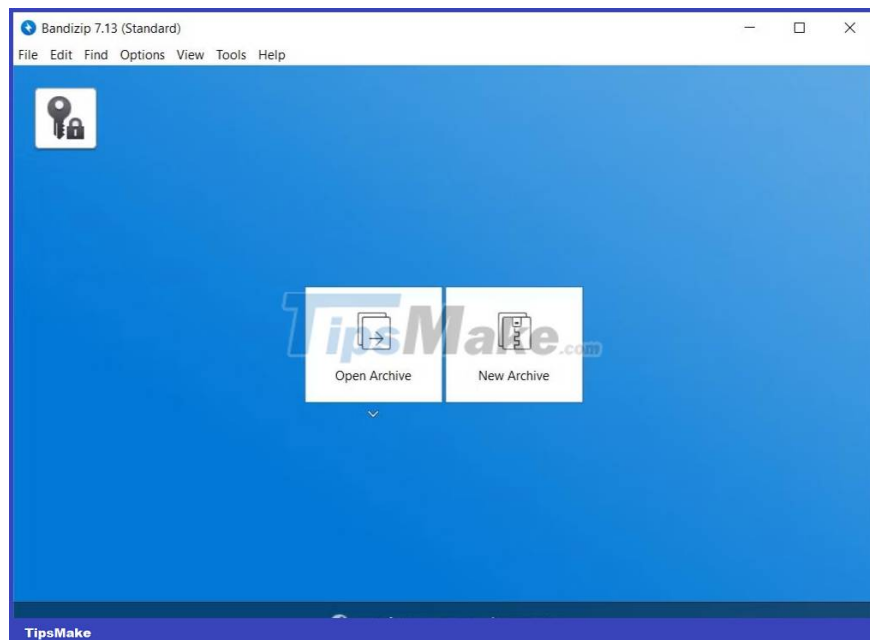 Bandizip 7.13 (Standard)
File Edit Find Options View Tools Help
TipsMake.com
Open Archive New Archive
TipsMake